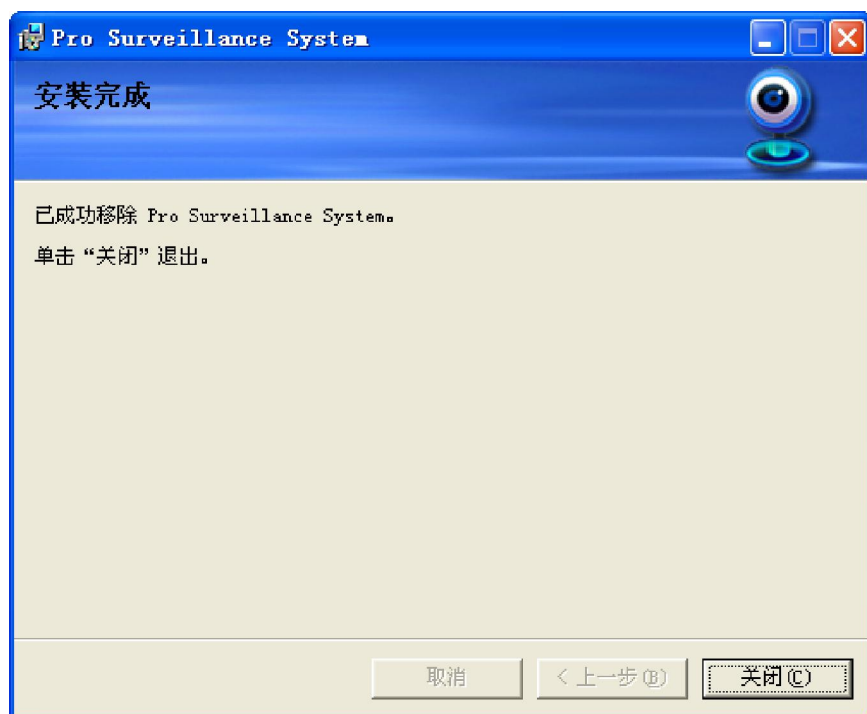 Pro Surveillance System
安装完成
已成功移除 Pro Surveillance System。
单击“关闭”退出。
取消
< 上一步(B)
关闭(C)